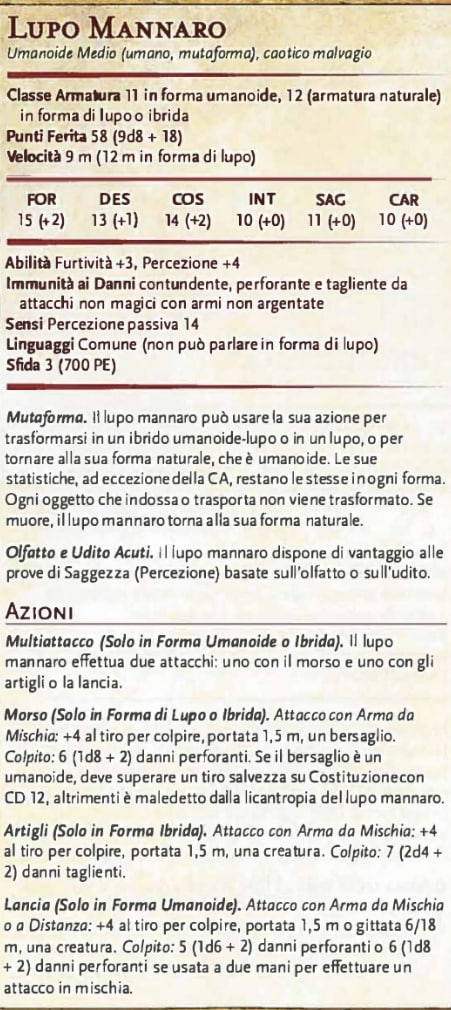 LUPO MANNARO
Umanoide Medio (umano, mutaforma), caotico malvagio
Classe Armatura 11 in forma umanoide, 12 (armatura naturale)
in forma di lupo o ibrida
Punti Ferita 58 (9d8 + 18)
Velocità 9 m (12 m in forma di lupo)
FOR DES COS INT SAG CAR
15 (+2) 13 (+1) 14 (+2) 10 (+0) 11 (+0) 10 (+0)
Abilità Furtività +3, Percezione +4
Immunità ai Danni contundente, perforante e tagliente da
attacchi non magici con armi non argentate
Sensi Percezione passiva 14
Linguaggi Comune (non può parlare in forma di lupo)
Sfida 3 (700 PE)
Mutaforma. Il lupo mannaro può usare la sua azione per
trasformarsi in un ibrido umanoide-lupo o in un lupo, o per
tornare alla sua forma naturale, che è umanoide. Le sue
statistiche, ad eccezione della CA, restano le stesse in ogni forma.
Ogni oggetto che indossa o trasporta non viene trasformato. Se
muore, il lupo mannaro torna alla sua forma naturale.
Olfatto e Udito Acuti. Il lupo mannaro dispone di vantaggio alle
prove di Saggezza (Percezione) basate sull'olfatto o sull'udito.
AZIONI
Multiattacco (Solo in Forma Umanoide o Ibrida). Il lupo
mannaro effettua due attacchi: uno con il morso e uno con gli
artigli o la lancia.
Morso (Solo in Forma di Lupo o Ibrida). Attacco con Arma da
Mischia: +4 al tiro per colpire, portata 1,5 m, un bersaglio.
Colpito: 6 (1d8 + 2) danni perforanti. Se il bersaglio è un
umanoide, deve superare un tiro salvezza su Costituzione con
CD 12, altrimenti è maledetto dalla licantropia del lupo mannaro.
Artigli (Solo in Forma Ibrida). Attacco con Arma da Mischia: +4
al tiro per colpire, portata 1,5 m, una creatura. Colpito: 7 (2d4 +
2) danni taglienti.
Lancia (Solo in Forma Umanoide). Attacco con Arma da Mischia
o a Distanza: +4 al tiro per colpire, portata 1,5 m o gittata 6/18
m, una creatura. Colpito: 5 (1d6 + 2) danni perforanti o 6 (1d8
+ 2) danni perforanti se usata a due mani per effettuare un
attacco in mischia.